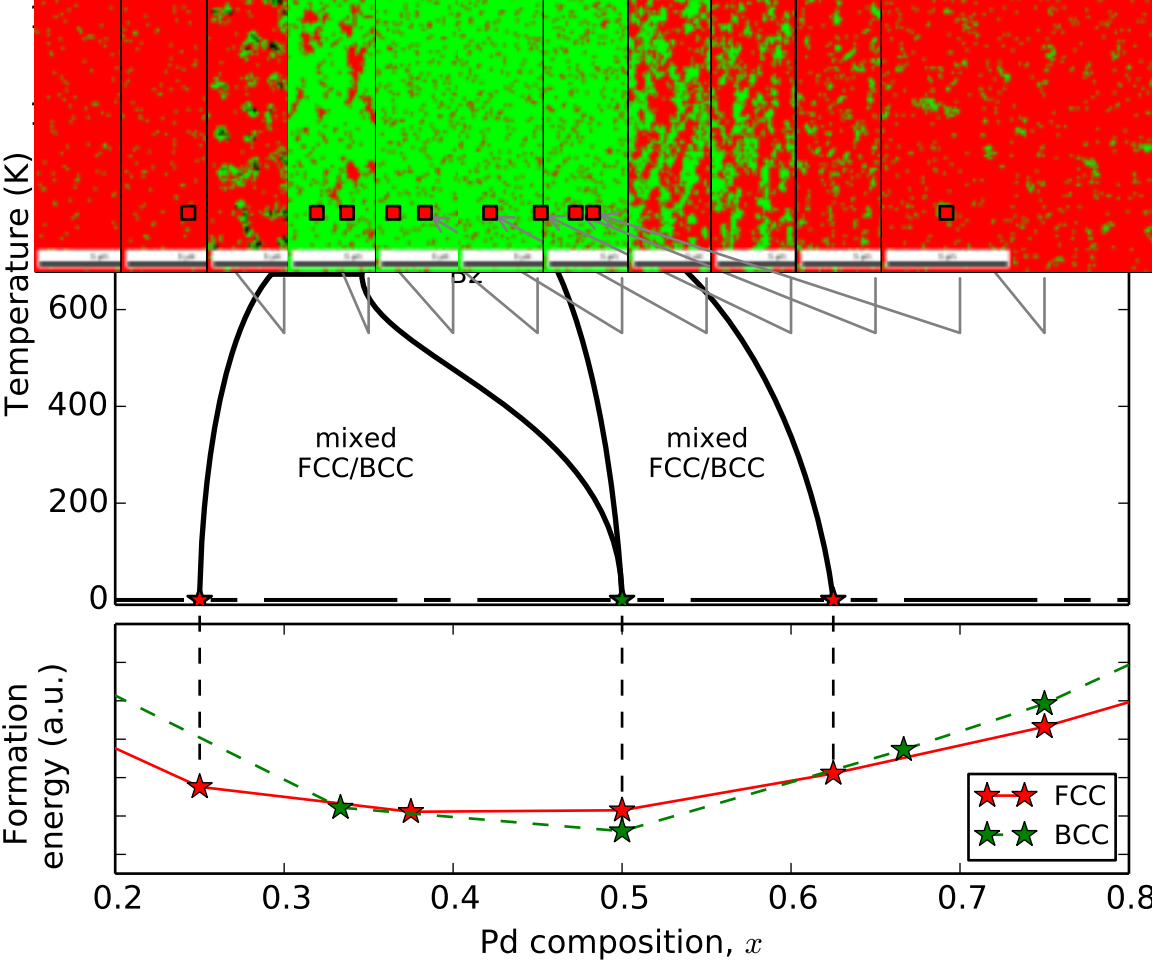 Temperature (K)
B2
600
400
200
0
mixed
FCC/BCC
mixed
FCC/BCC
Formation
energy (a.u.)
FCC
BCC
0.2
0.3
0.4
0.5
0.6
0.7
0.8
Pd composition, x